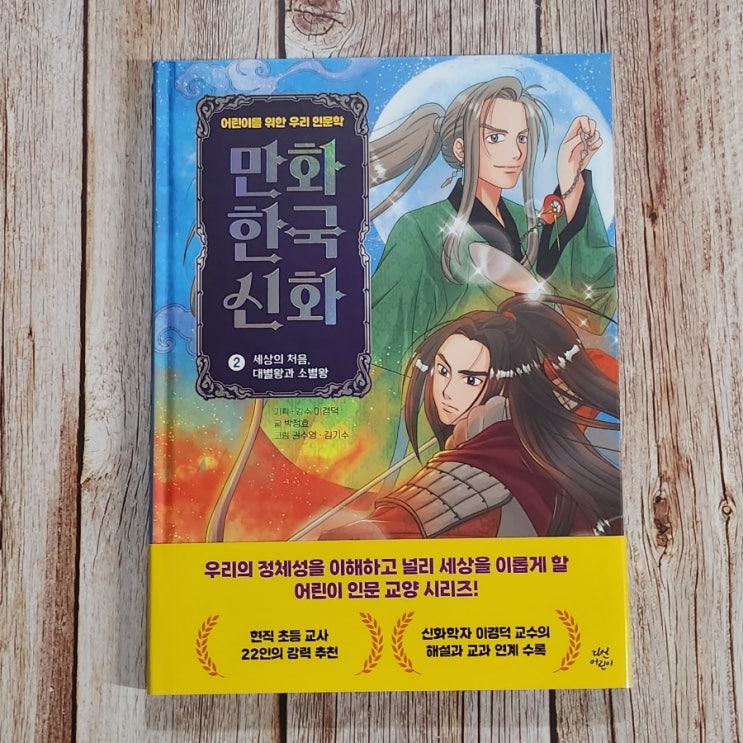 어린이를 위한 우리 인문학
만화
한국
신화
2 세상의 처음,
대별왕과 소별왕
기획·감수 이경덕
글 박정효
그림 권수영·김기수
우리의 정체성을 이해하고 널리 세상을 이롭게 할
어린이 인문 교양 시리즈!
현직 초등 교사
22인의 강력 추천
신화학자 이경덕 교수의
해설과 교과 연계 수록
다산
어린이